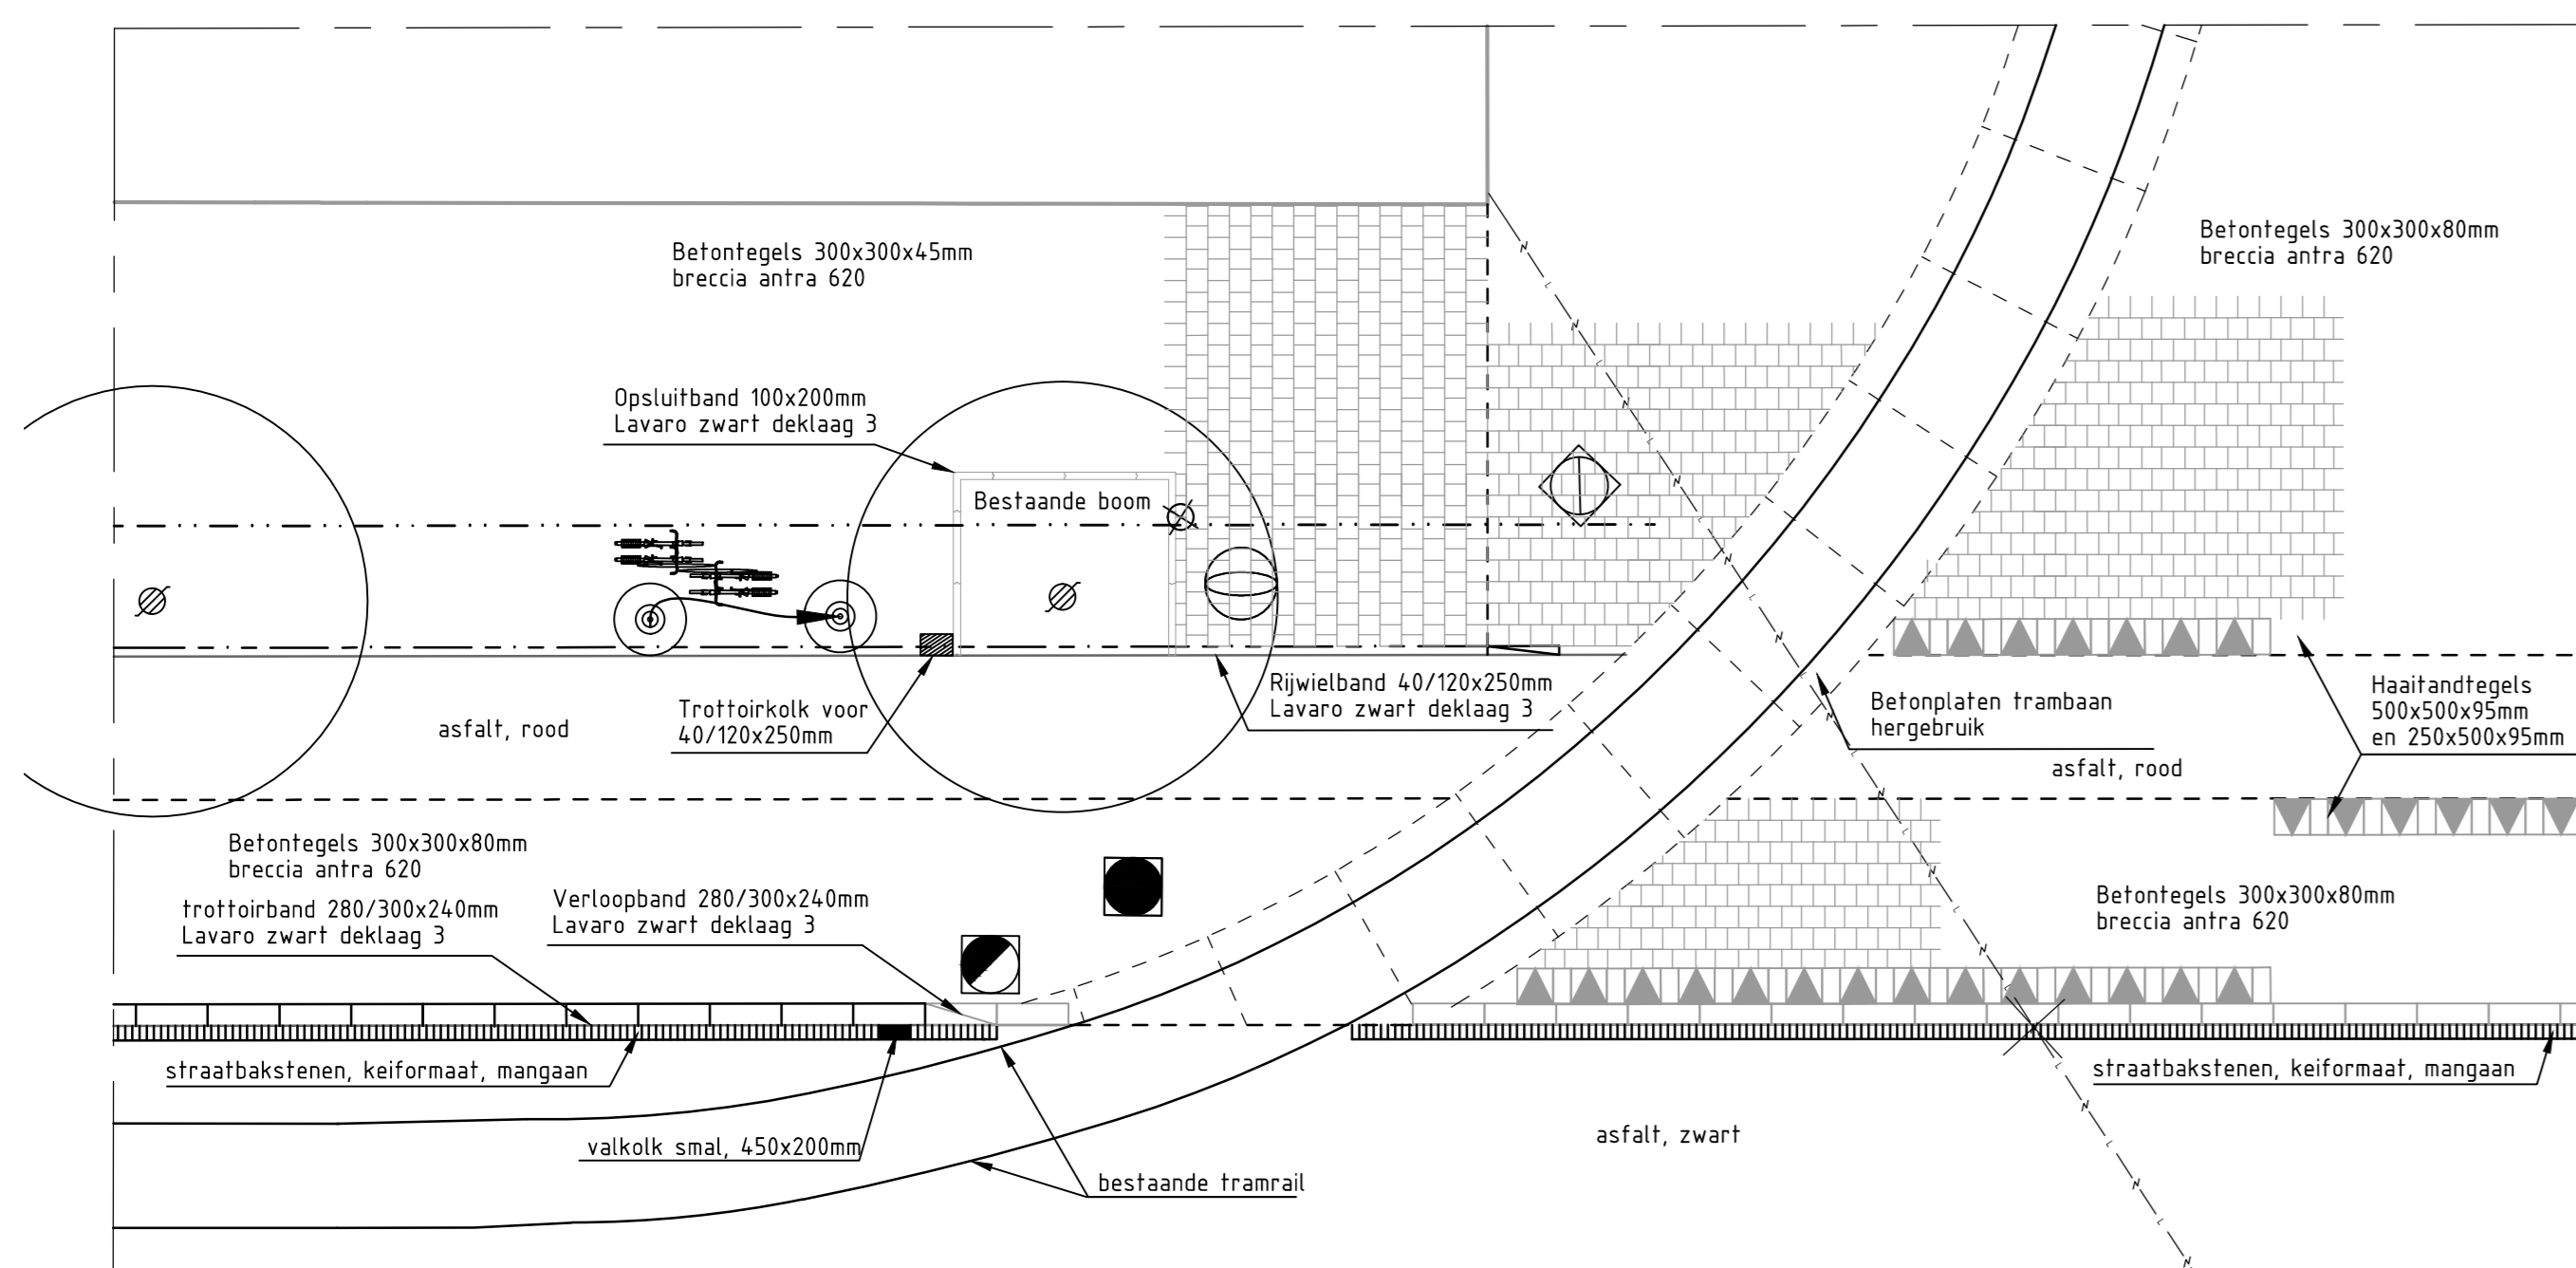 Betontegels 300x300x45mm
breccia antra 620
Betontegels 300x300x80mm
breccia antra 620
Opsluitband 100x200mm
Lavaro zwart deklaag 3
Bestaande boom
Trottoirkolk voor
40/120x250mm
Rijwielband 40/120x250mm
Lavaro zwart deklaag 3
Betonplaten trambaan
hergebruik
Haaitandtegels
500x500x95mm
en 250x500x95mm
asfalt, rood
asfalt, rood
Betontegels 300x300x80mm
breccia antra 620
trottoirband 280/300x240mm
Lavaro zwart deklaag 3
Verloopband 280/300x240mm
Lavaro zwart deklaag 3
Betontegels 300x300x80mm
breccia antra 620
straatbakstenen, keiformaat, mangaan
straatbakstenen, keiformaat, mangaan
valkolk smal, 450x200mm
asfalt, zwart
bestaande tramrail